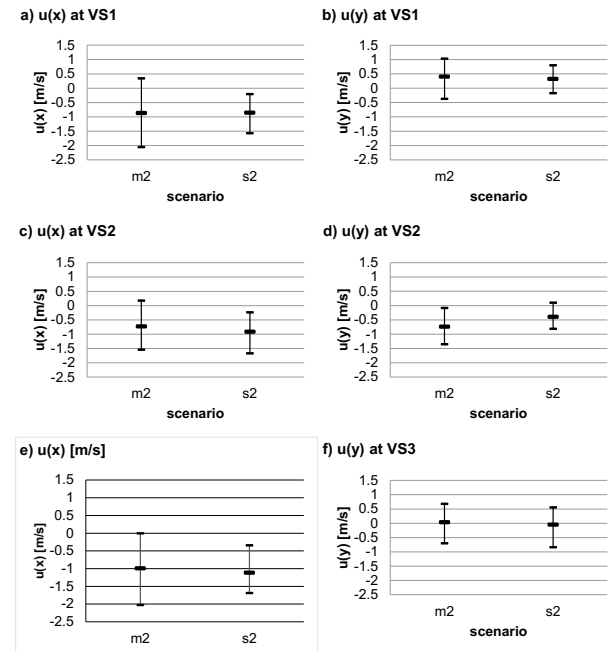 a) u(x) at VS1
1.5
1
0.5
0
-0.5
-1
-1.5
-2
-2.5
u(x) [m/s]
m2 s2
scenario
b) u(y) at VS1
1.5
1
0.5
0
-0.5
-1
-1.5
-2
-2.5
u(y) [m/s]
m2 s2
scenario
c) u(x) at VS2
1.5
1
0.5
0
-0.5
-1
-1.5
-2
-2.5
u(x) [m/s]
m2 s2
scenario
d) u(y) at VS2
1.5
1
0.5
0
-0.5
-1
-1.5
-2
-2.5
u(y) [m/s]
m2 s2
scenario
e) u(x) [m/s]
1.5
1
0.5
0
-0.5
-1
-1.5
-2
-2.5
u(x) [m/s]
m2 s2
f) u(y) at VS3
1.5
1
0.5
0
-0.5
-1
-1.5
-2
-2.5
u(y) [m/s]
m2 s2
scenario